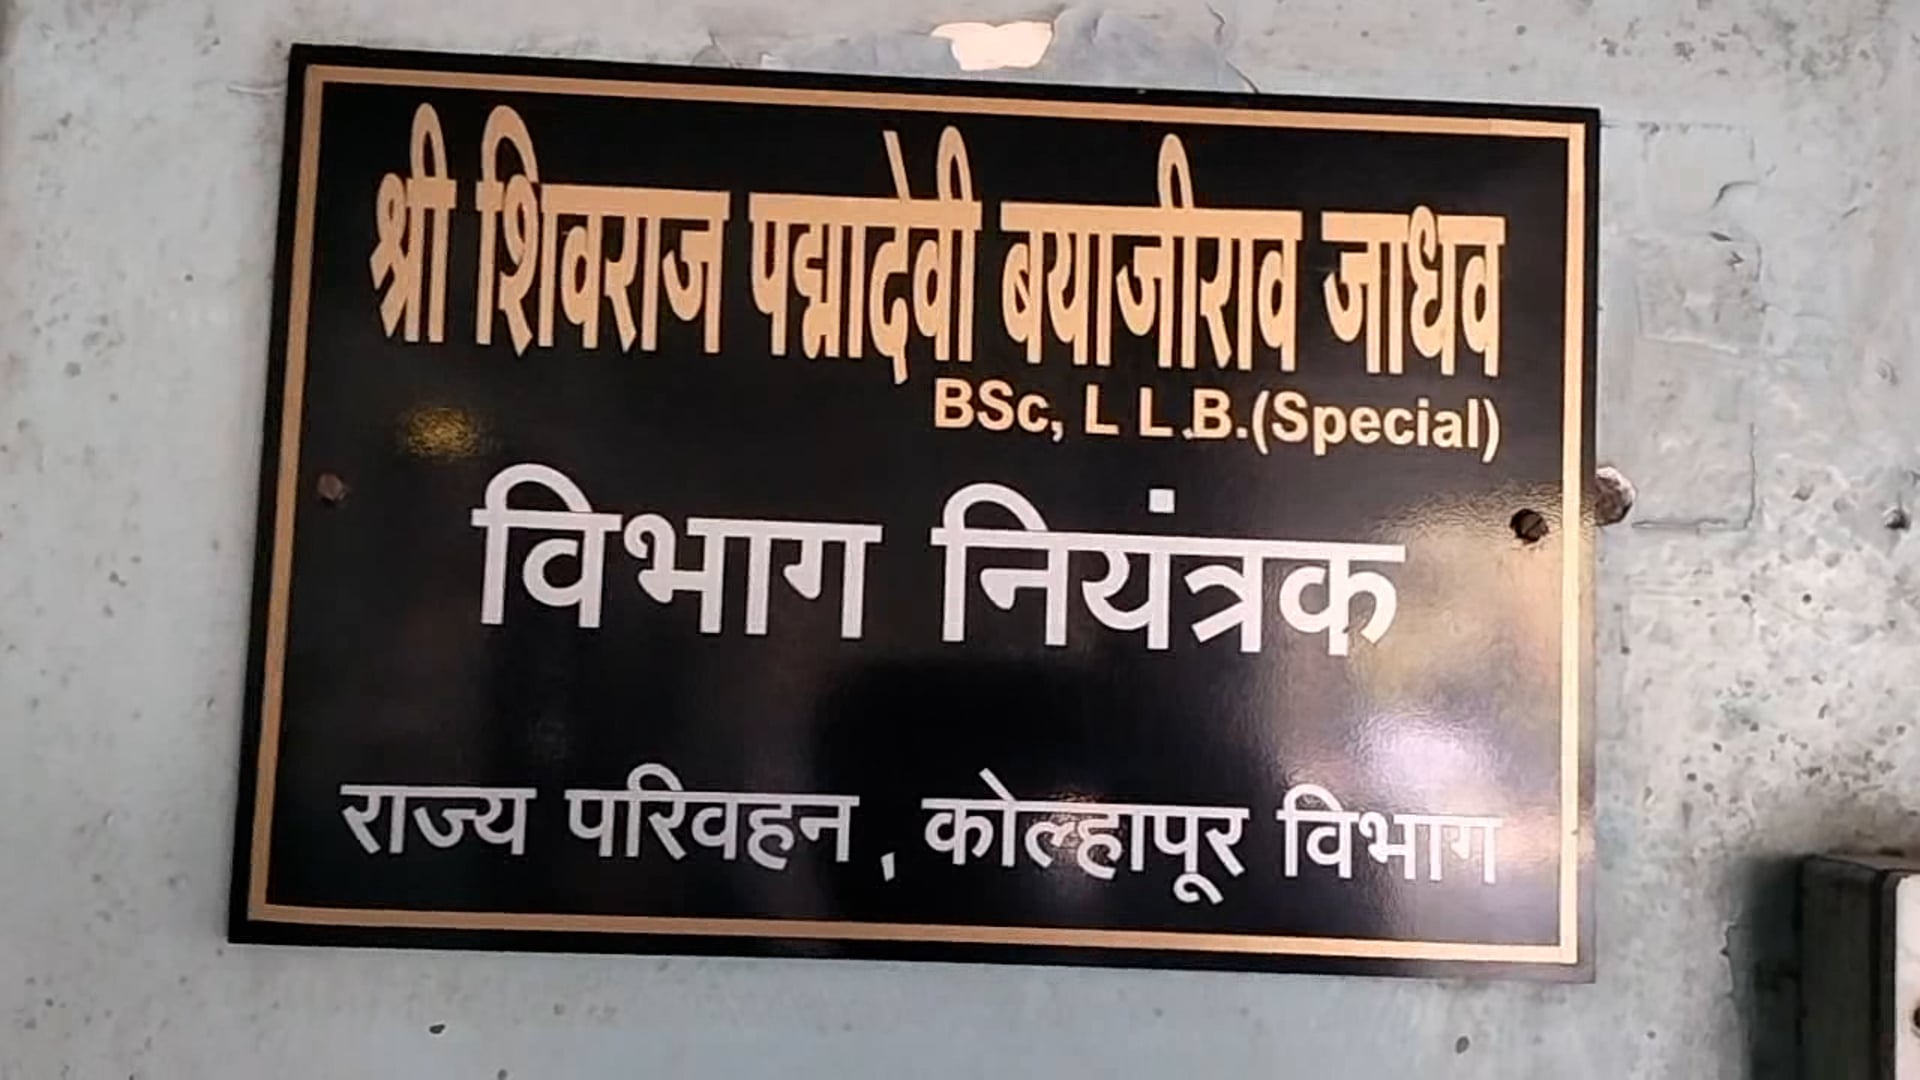 श्री शिवराज पद्मादेवी बयाजीराव जाधव
BSc, L L.B.(Special)
विभाग नियंत्रक
राज्य परिवहन , कोल्हापूर विभाग